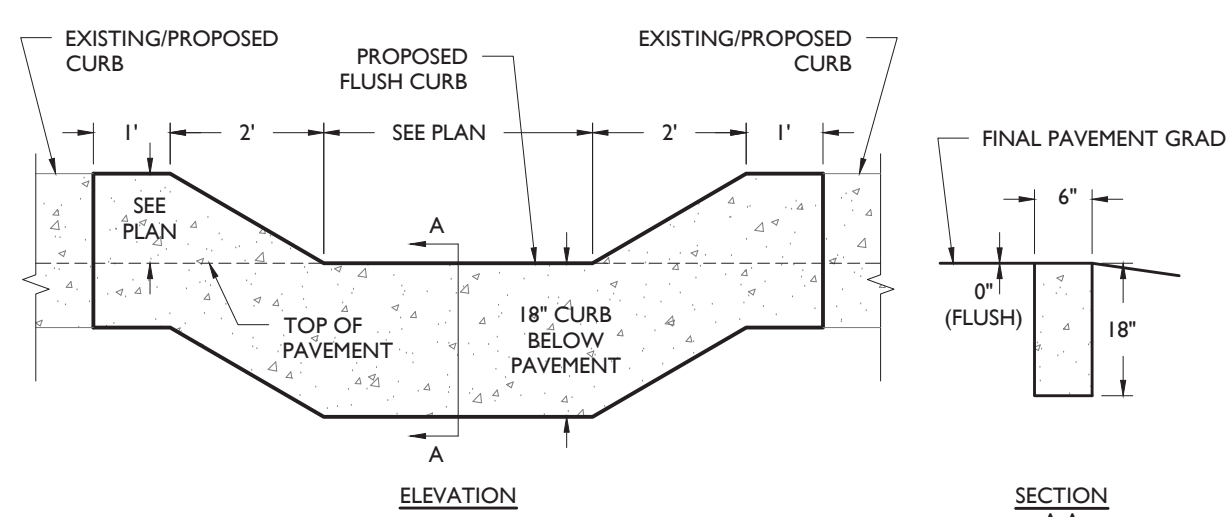 EXISTING/PROPOSED
CURB
PROPOSED
FLUSH CURB
EXISTING/PROPOSED
CURB
1'
2'
SEE PLAN
2'
1'
SEE
PLAN
A
TOP OF
PAVEMENT
18" CURB
BELOW
PAVEMENT
A
ELEVATION
FINAL PAVEMENT GRAD
6"
0"
(FLUSH)
18"
SECTION
A-A